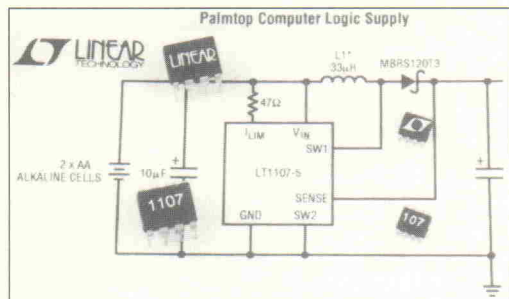 Palmtop Computer Logic Supply
LINEAR
TECHNOLOGY
LINEAR
L1*
33µH
MBRS120T3
47Ω
ILIM
VIN
SW1
2 x AA
ALKALINE CELLS
+
10µF
LT1107-5
+
1107
SENSE
107
GND
SW2